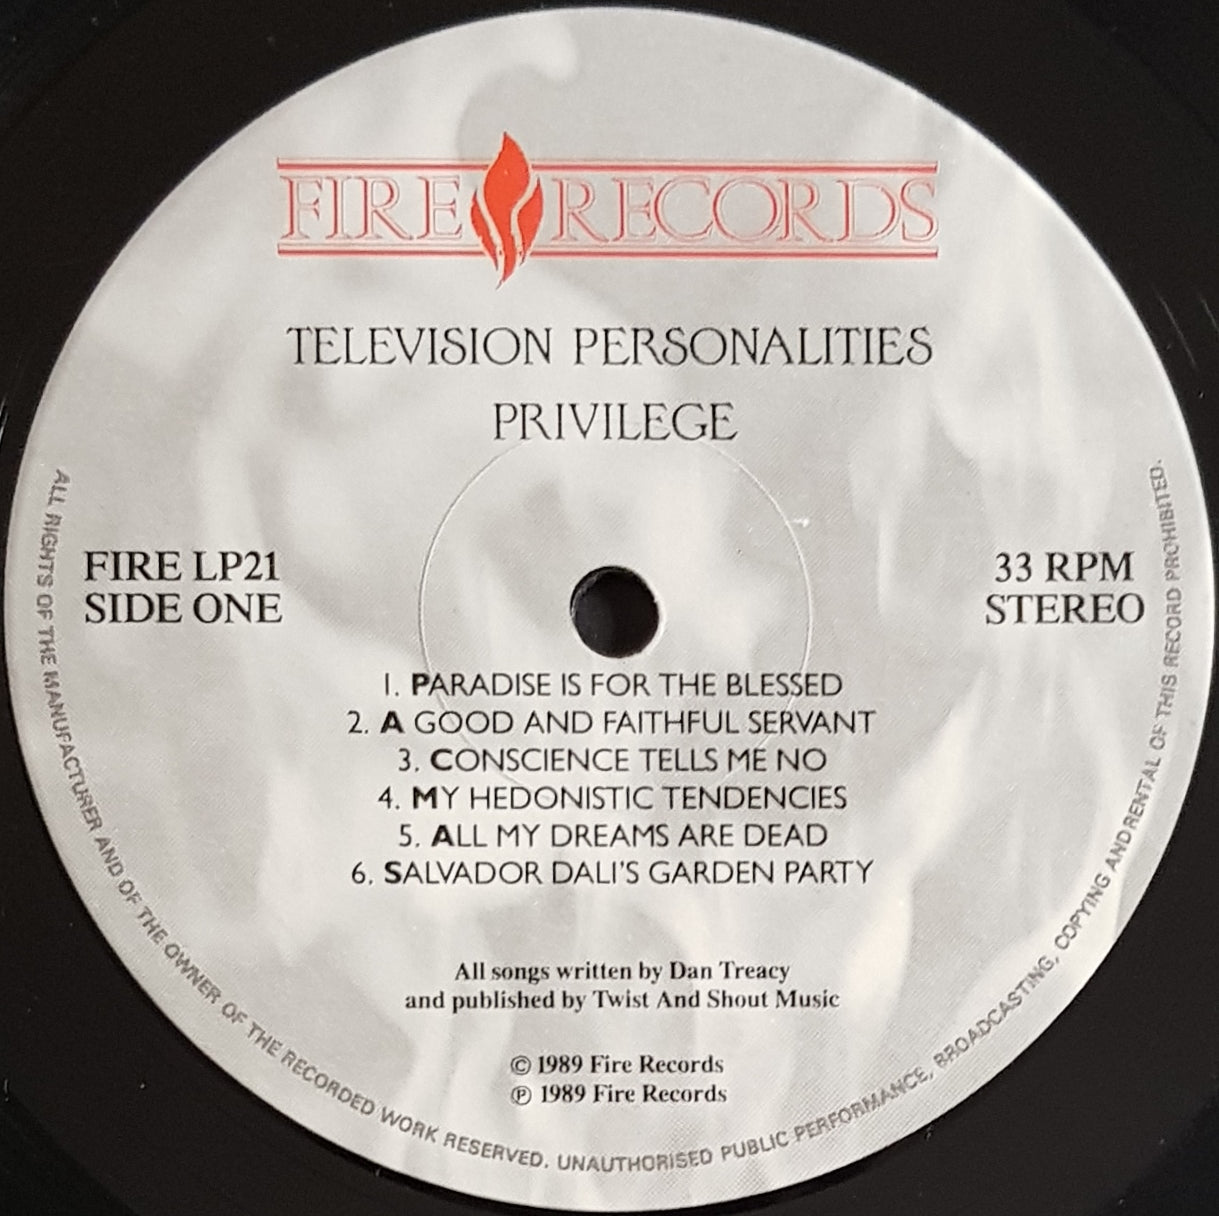 FIRE RECORDS
TELEVISION PERSONALITIES
PRIVILEGE
FIRE LP21
SIDE ONE
33 RPM
STEREO
1. PARADISE IS FOR THE BLESSED
2. A GOOD AND FAITHFUL SERVANT
3. CONSCIENCE TELLS ME NO
4. MY HEDONISTIC TENDENCIES
5. ALL MY DREAMS ARE DEAD
6. SALVADOR DALI'S GARDEN PARTY
All songs written by Dan Treacy
and published by Twist And Shout Music
© 1989 Fire Records
℗ 1989 Fire Records
ALL RIGHTS OF THE MANUFACTURER AND OF THE OWNER OF THE RECORDED WORK RESERVED. UNAUTHORISED PUBLIC PERFORMANCE, BROADCASTING, COPYING AND RENTAL OF THIS RECORD PROHIBITED.